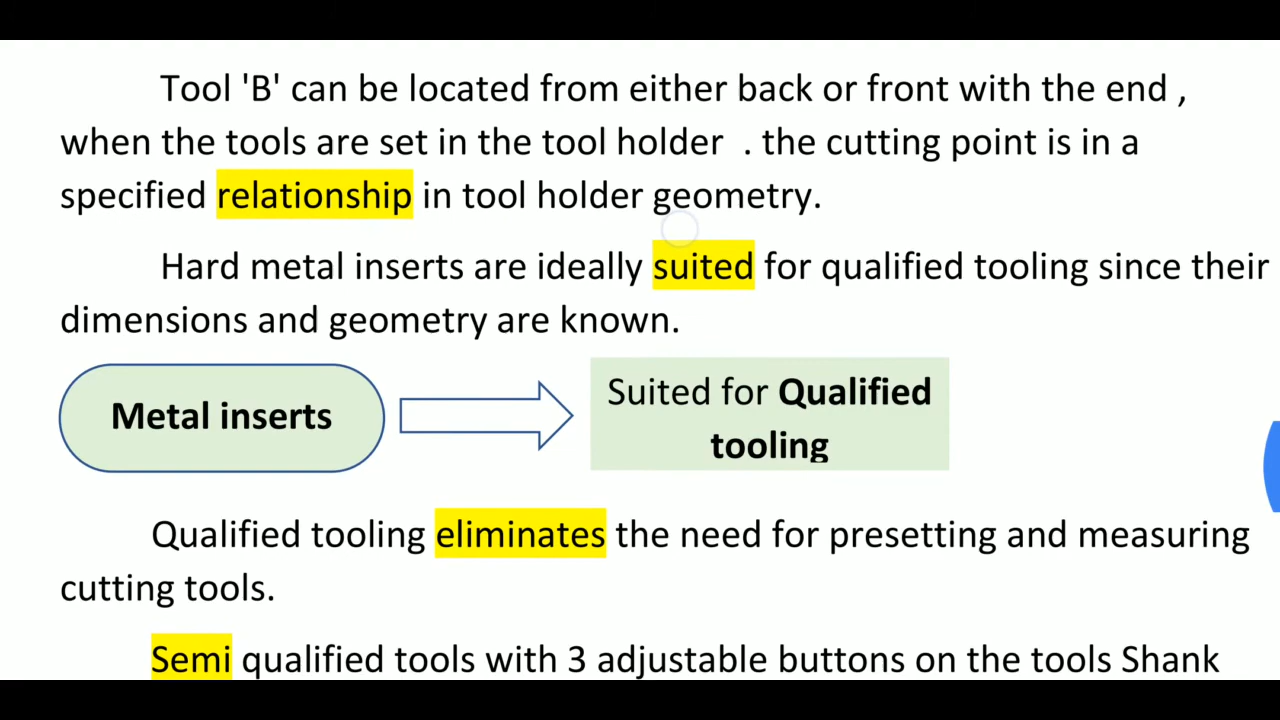 Tool 'B' can be located from either back or front with the end ,
when the tools are set in the tool holder  . the cutting point is in a
specified relationship in tool holder geometry.
Hard metal inserts are ideally suited for qualified tooling since their
dimensions and geometry are known.
Metal inserts
Suited for Qualified
tooling
Qualified tooling eliminates the need for presetting and measuring
cutting tools.
Semi qualified tools with 3 adjustable buttons on the tools Shank